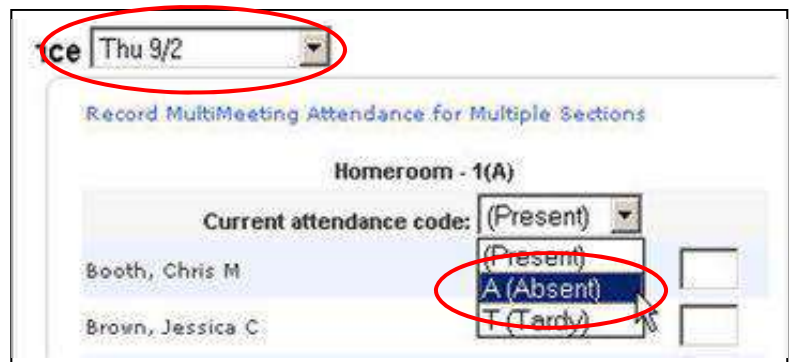 nce Thu 9/2
Record MultiMeeting Attendance for Multiple Sections
Homeroom - 1(A)
Current attendance code: (Present)
(Present)
Booth, Chris M
A (Absent)
T (Tardy)
Brown, Jessica C